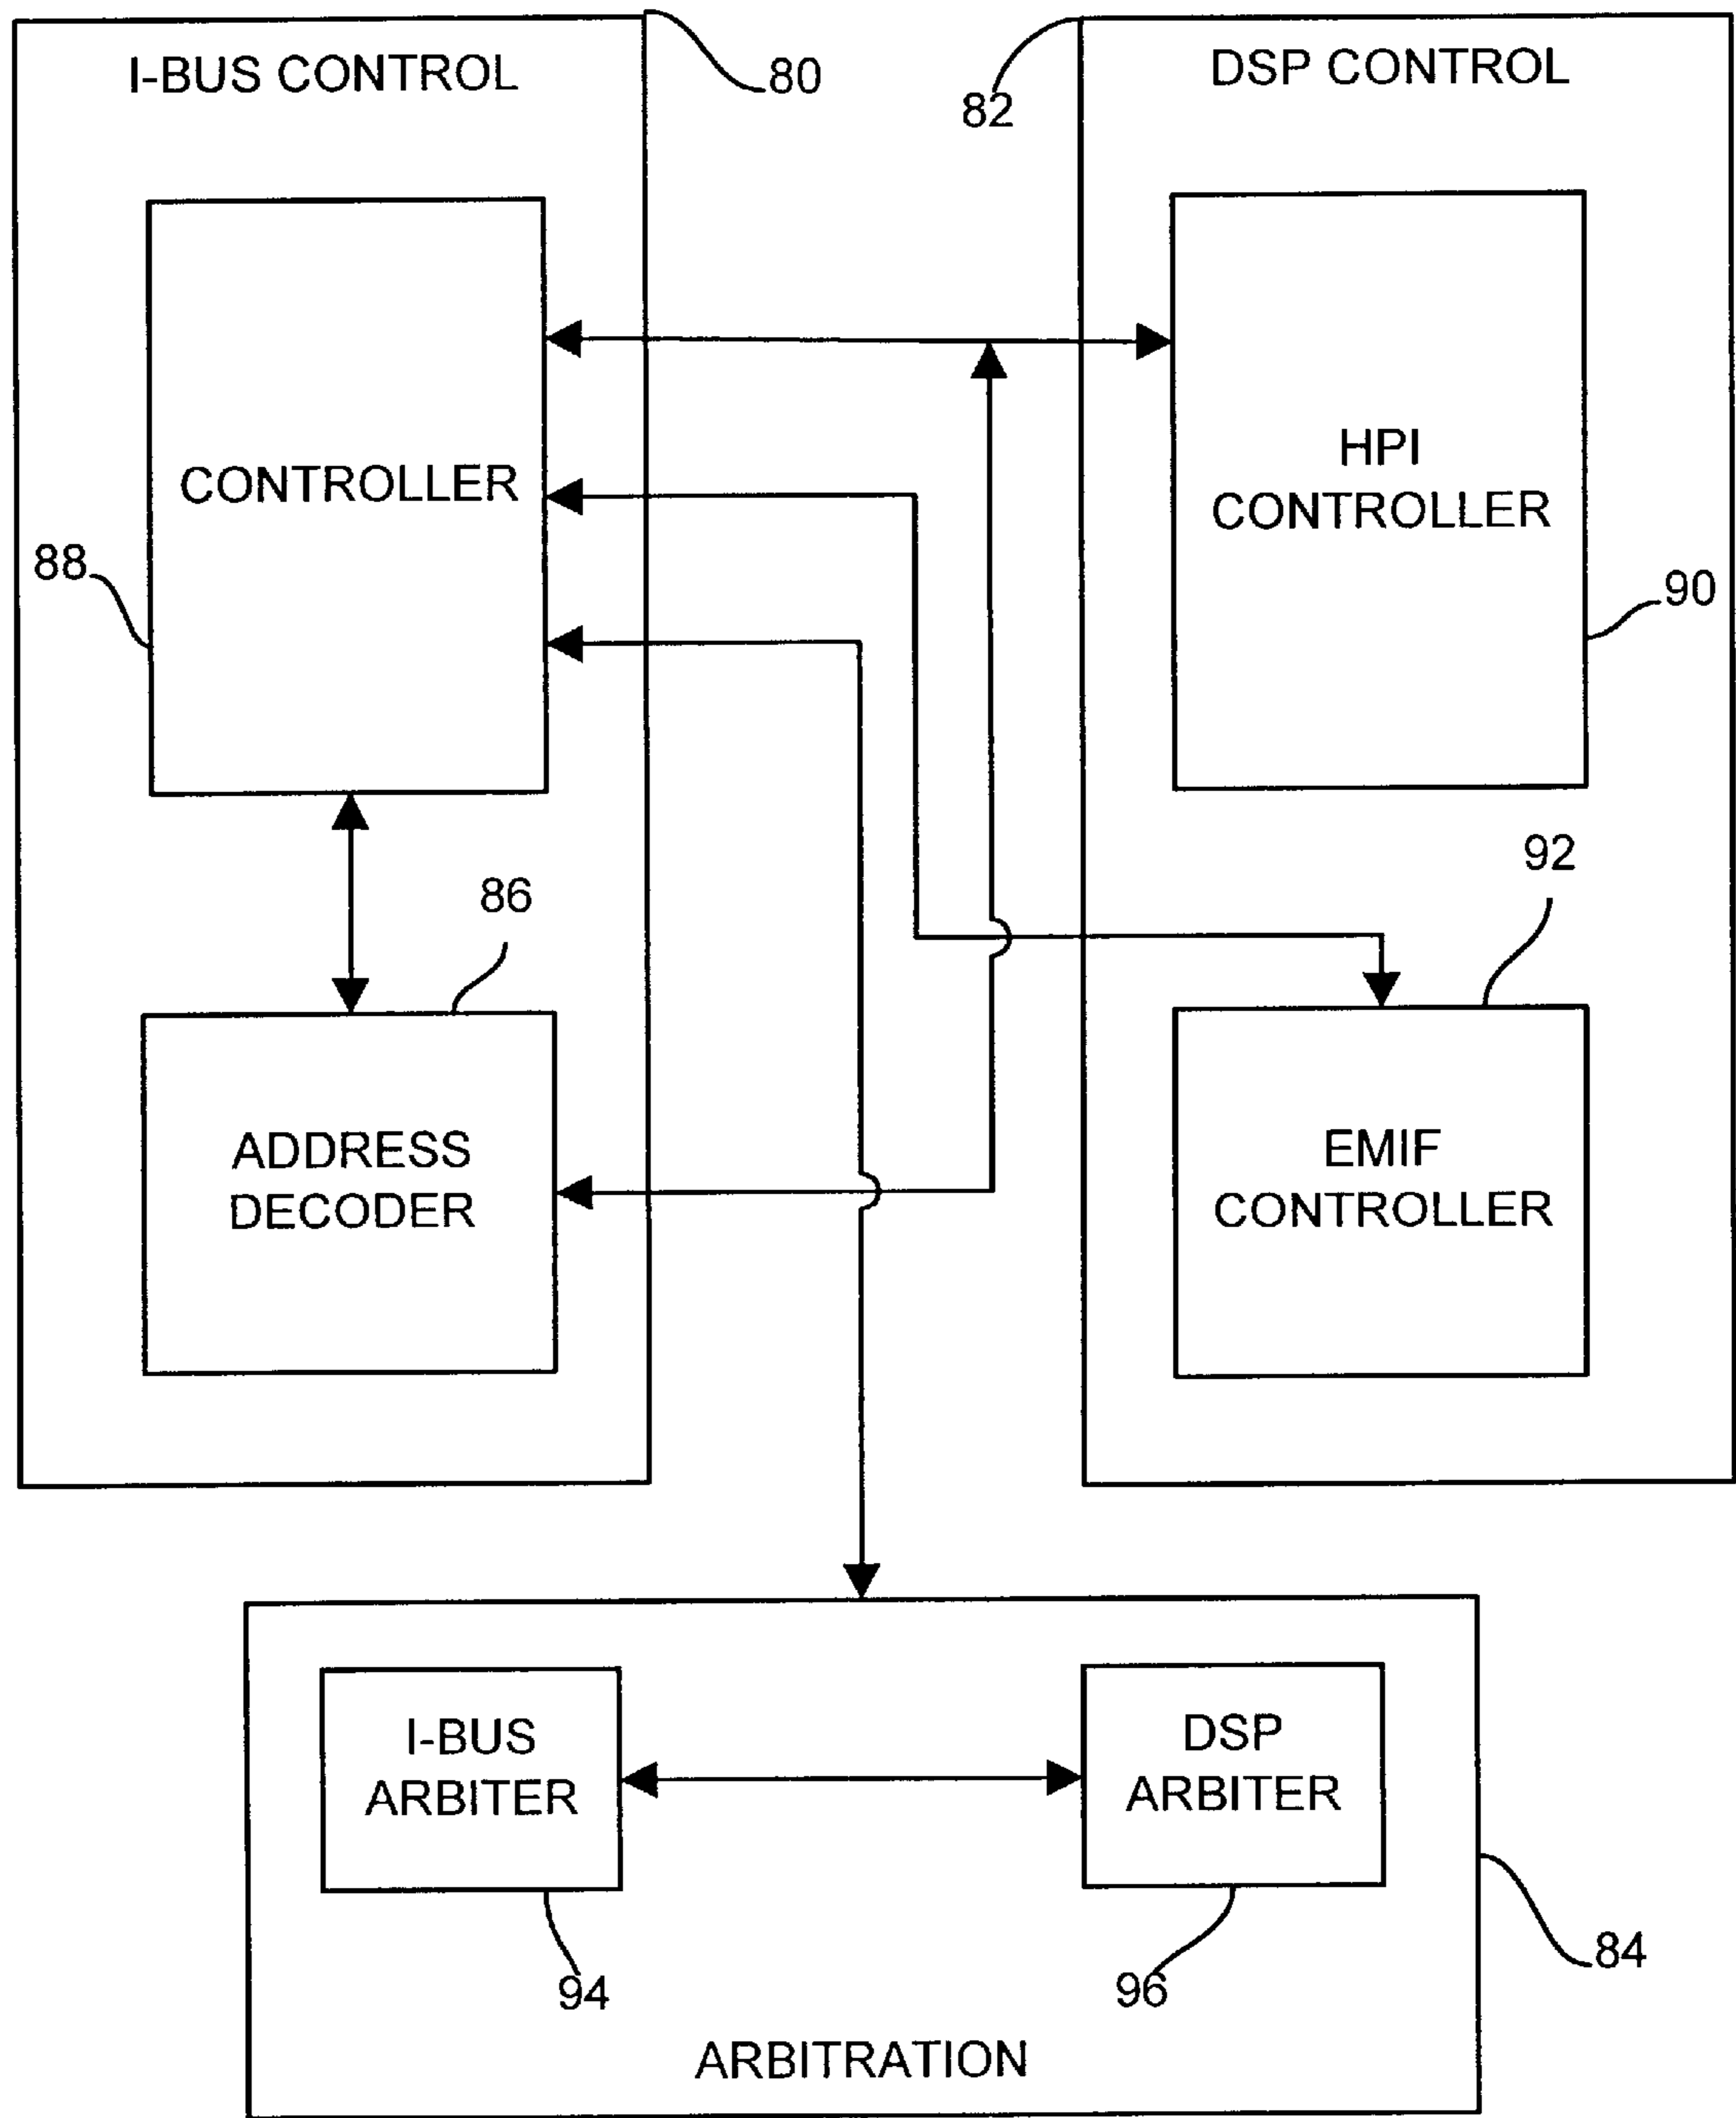 I-BUS CONTROL
80
82
DSP CONTROL
CONTROLLER
88
HPI
CONTROLLER
90
86
92
ADDRESS
DECODER
EMIF
CONTROLLER
I-BUS
ARBITER
DSP
ARBITER
94
96
84
ARBITRATION